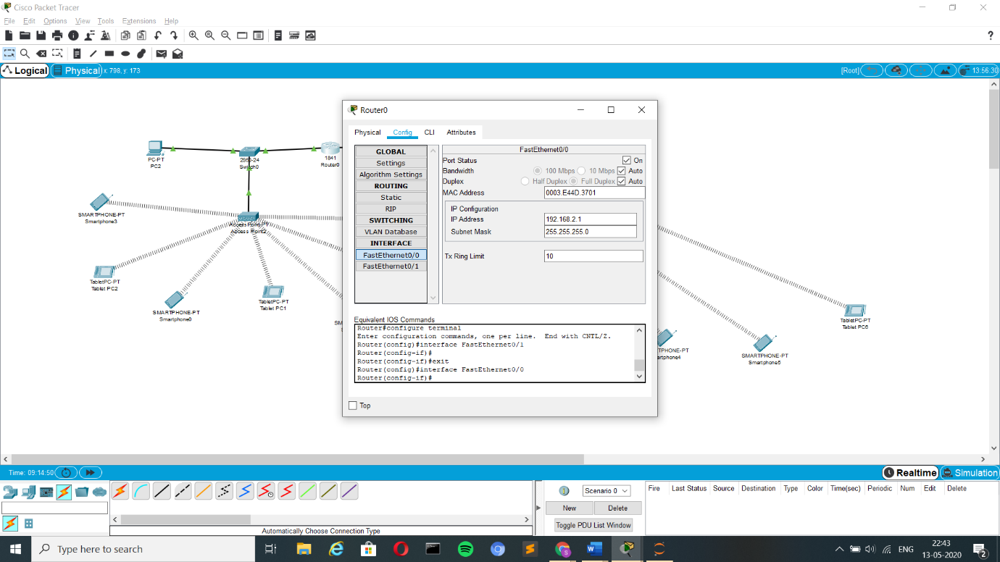 Cisco Packet Tracer
File Edit Options View Tools Extensions Help
?
Logical Physical x: 798, y: 173 [Root] 13:56:30
Router0
Physical Config CLI Attributes
GLOBAL
Settings
Algorithm Settings
ROUTING
Static
RIP
SWITCHING
VLAN Database
INTERFACE
FastEthernet0/0
FastEthernet0/1
FastEthernet0/0
Port Status On
Bandwidth 100 Mbps 10 Mbps Auto
Duplex Half Duplex Full Duplex Auto
MAC Address 0003.E44D.3701
IP Configuration
IP Address 192.168.2.1
Subnet Mask 255.255.255.0
Tx Ring Limit 10
Equivalent IOS Commands
Router#configure terminal
Enter configuration commands, one per line. End with CNTL/Z.
Router(config)#interface FastEthernet0/1
Router(config-if)#
Router(config-if)#exit
Router(config)#interface FastEthernet0/0
Router(config-if)#
Top
PC-PT
PC2
2950-24
Switch0
1841
Router0
SMARTPHONE-PT
Smartphone3
AccessPoint-PT
Access Point2
TabletPC-PT
Tablet PC2
SMARTPHONE-PT
Smartphone0
TabletPC-PT
Tablet PC1
SM
TPHONE-PT
artphone4
SMARTPHONE-PT
Smartphone5
TabletPC-PT
Tablet PC6
Time: 09:14:50 Realtime Simulation
Automatically Choose Connection Type
Scenario 0
New Delete
Toggle PDU List Window
Fire Last Status Source Destination Type Color Time(sec) Periodic Num Edit Delete
Type here to search
ENG
22:43
13-05-2020
2